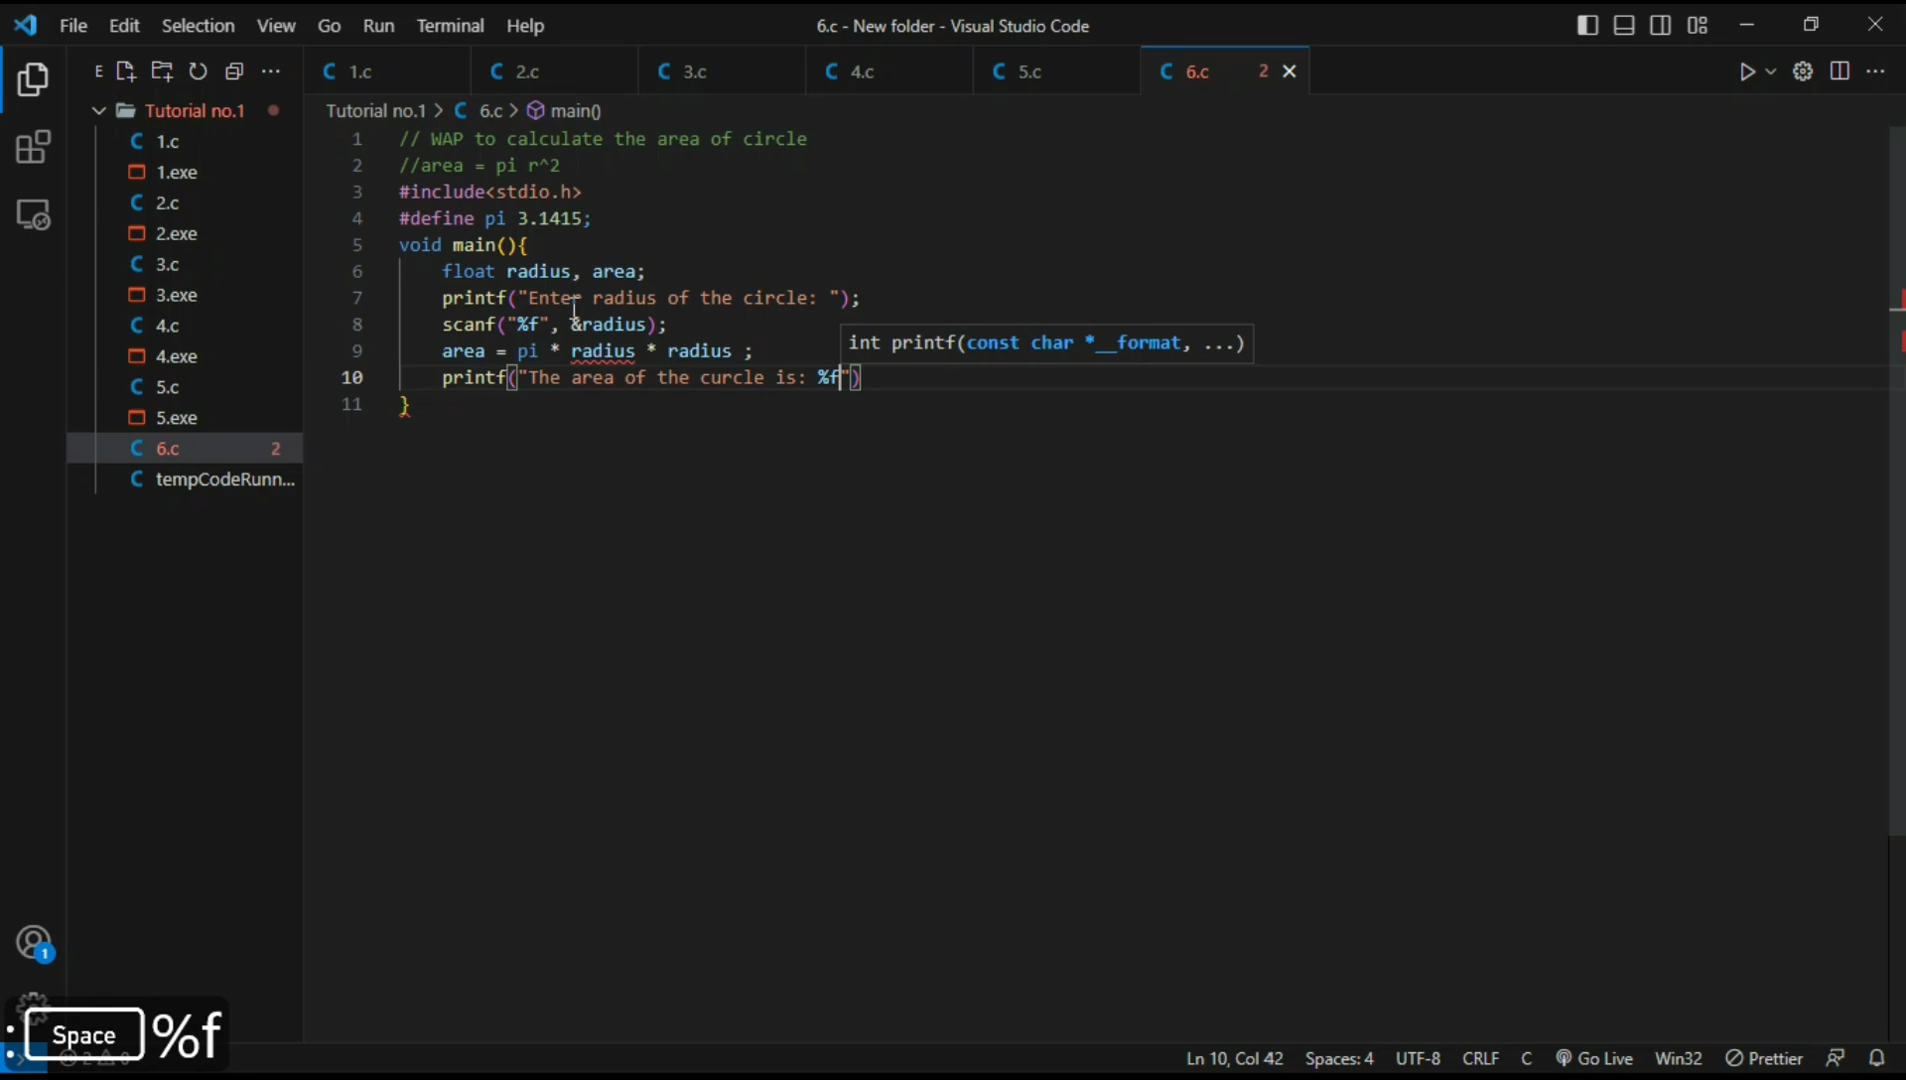 File Edit Selection View Go Run Terminal Help 6.c - New folder - Visual Studio Code
E ... 1.c 2.c 3.c 4.c 5.c 6.c 2
Tutorial no.1 Tutorial no.1 > 6.c > main()
1.c
1.exe
2.c
2.exe
3.c
3.exe
4.c
4.exe
5.c
5.exe
6.c 2
tempCodeRunn...
1 // WAP to calculate the area of circle
2 //area = pi r^2
3 #include<stdio.h>
4 #define pi 3.1415;
5 void main(){
6 float radius, area;
7 printf("Enter radius of the circle: ");
8 scanf("%f", &radius);
9 area = pi * radius * radius ;
int printf(const char *__format, ...)
10 printf("The area of the curcle is: %f")
11 }
1
: Space %f
Ln 10, Col 42 Spaces: 4 UTF-8 CRLF C Go Live Win32 Prettier